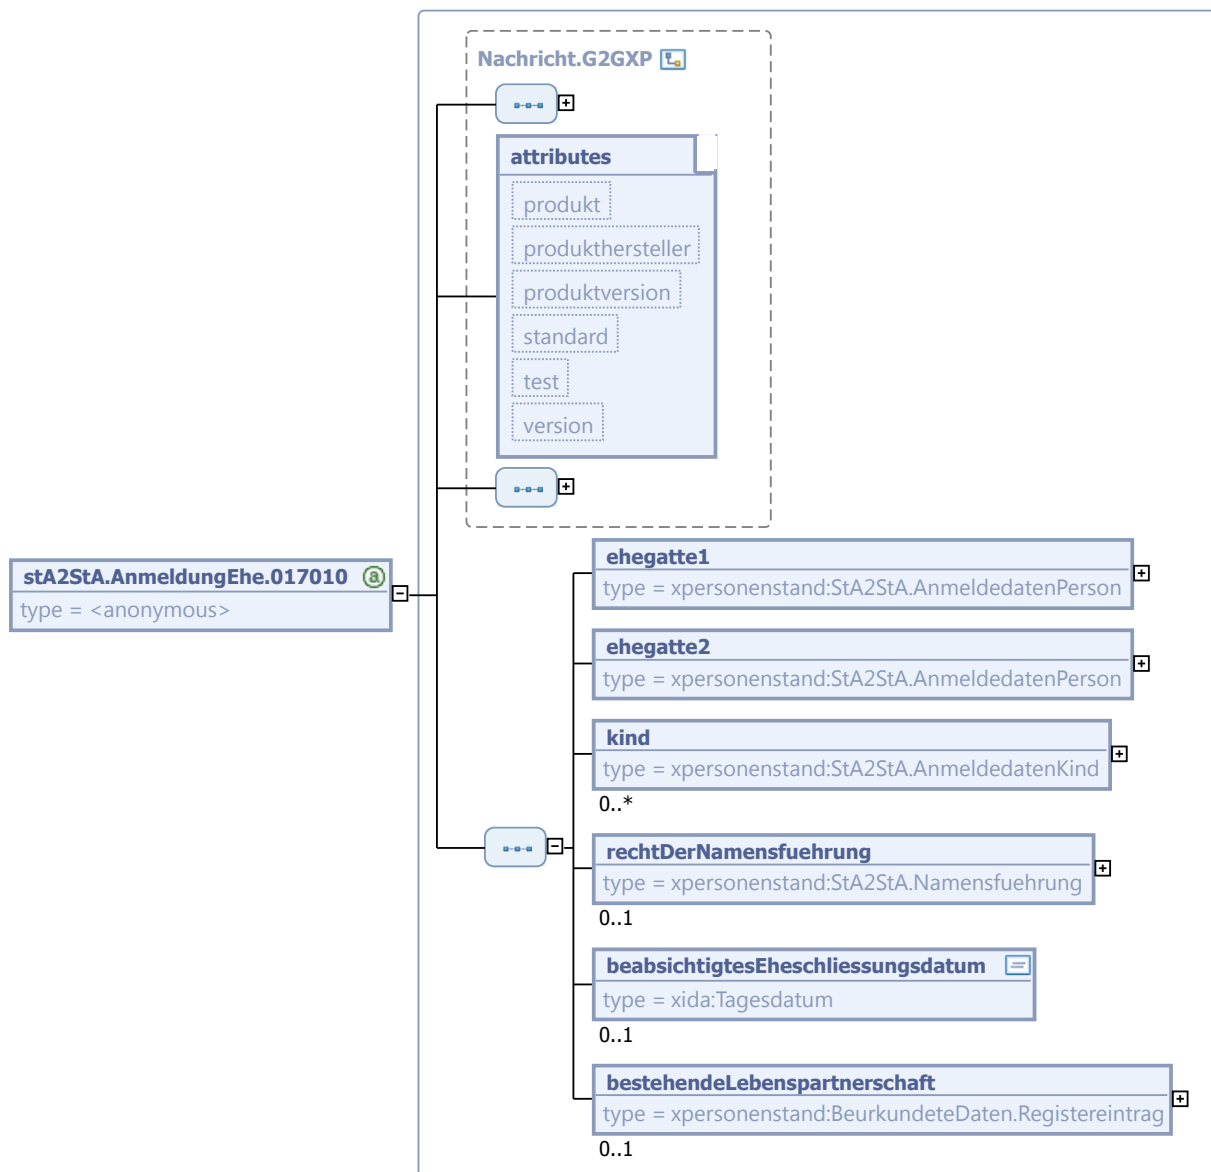 Nachricht.G2GXP
attributes
produkt
produkthersteller
produktversion
standard
test
version
stA2StA.AnmeldungEhe.017010 @
type = <anonymous>
ehegatte1
type = xpersonenstand:StA2StA.AnmeldedatenPerson
ehegatte2
type = xpersonenstand:StA2StA.AnmeldedatenPerson
kind
type = xpersonenstand:StA2StA.AnmeldedatenKind
0..*
rechtDerNamensfuehrung
type = xpersonenstand:StA2StA.Namensfuehrung
0..1
beabsichtigtesEheschliessungsdatum
type = xida:Tagesdatum
0..1
bestehendeLebenspartnerschaft
type = xpersonenstand:BeurkundeteDaten.Registereintrag
0..1